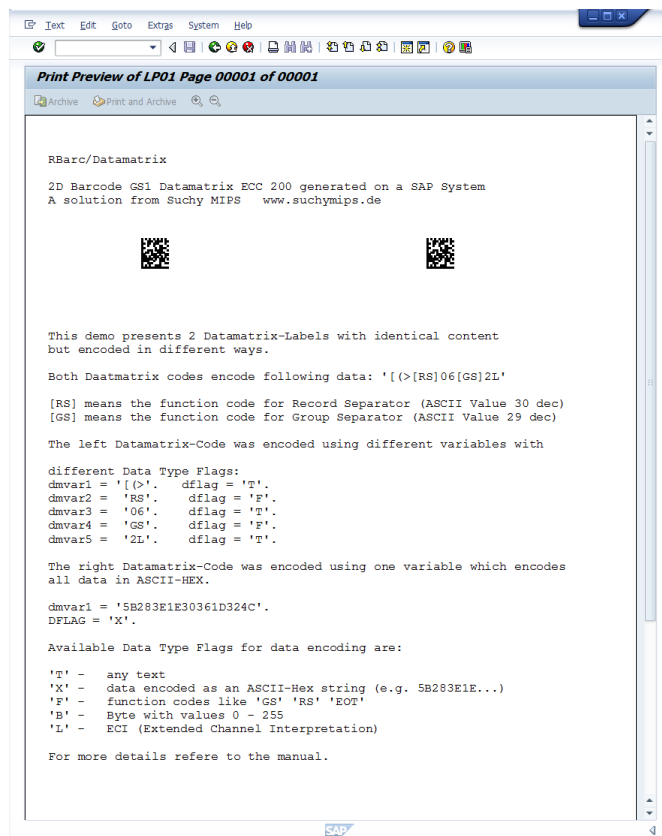 Text Edit Goto Extras System Help
Print Preview of LP01 Page 00001 of 00001
Archive Print and Archive
RBarc/Datamatrix
2D Barcode GS1 Datamatrix ECC 200 generated on a SAP System
A solution from Suchy MIPS www.suchymips.de
This demo presents 2 Datamatrix-Labels with identical content
but encoded in different ways.
Both Daatmatrix codes encode following data: '[(>[RS]06[GS]2L'
[RS] means the function code for Record Separator (ASCII Value 30 dec)
[GS] means the function code for Group Separator (ASCII Value 29 dec)
The left Datamatrix-Code was encoded using different variables with
different Data Type Flags:
dmvar1 = '[(>'. dflag = 'T'.
dmvar2 = 'RS'. dflag = 'F'.
dmvar3 = '06'. dflag = 'T'.
dmvar4 = 'GS'. dflag = 'F'.
dmvar5 = '2L'. dflag = 'T'.
The right Datamatrix-Code was encoded using one variable which encodes
all data in ASCII-HEX.
dmvar1 = '5B283E1E30361D324C'.
DFLAG = 'X'.
Available Data Type Flags for data encoding are:
'T' - any text
'X' - data encoded as an ASCII-Hex string (e.g. 5B283E1E...)
'F' - function codes like 'GS' 'RS' 'EOT'
'B' - Byte with values 0 - 255
'L' - ECI (Extended Channel Interpretation)
For more details refere to the manual.
SAP